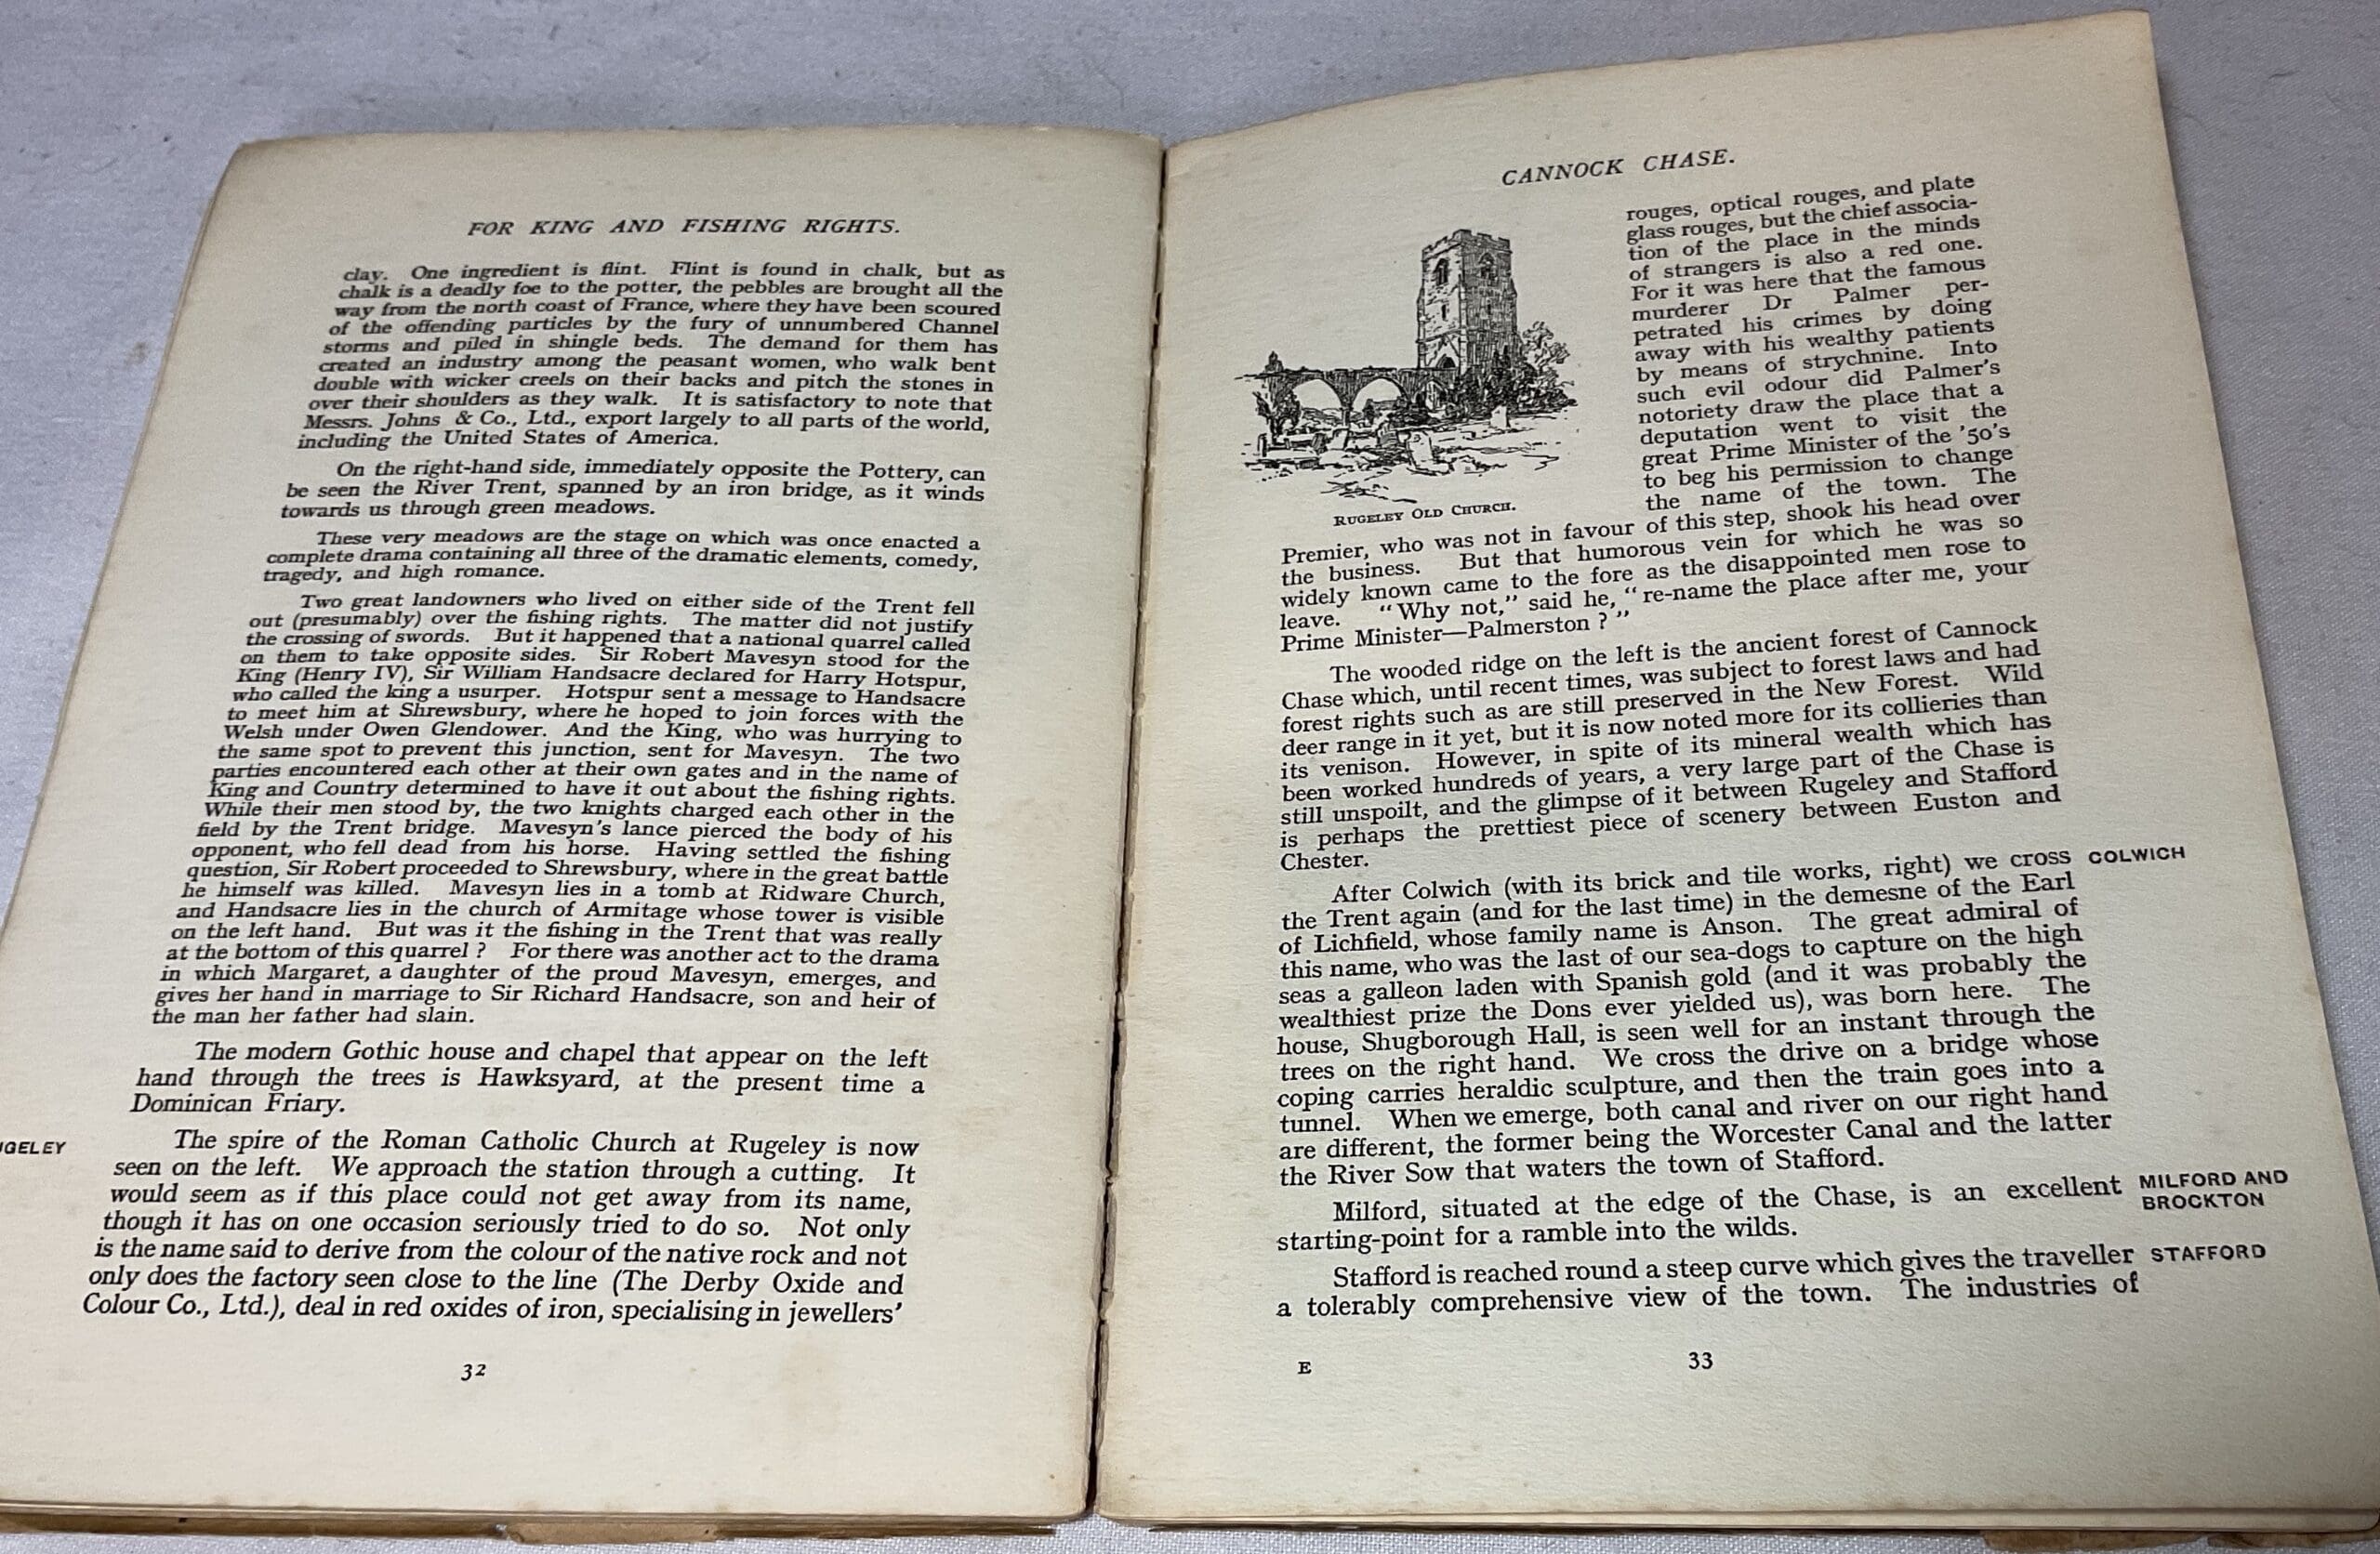 FOR KING AND FISHING RIGHTS.
clay. One ingredient is flint. Flint is found in chalk, but as
chalk is a deadly foe to the potter, the pebbles are brought all the
way from the north coast of France, where they have been scoured
of the offending particles by the fury of unnumbered Channel
storms and piled in shingle beds. The demand for them has
created an industry among the peasant women, who walk bent
double with wicker creels on their backs and pitch the stones in
over their shoulders as they walk. It is satisfactory to note that
Messrs. Johns & Co., Ltd., export largely to all parts of the world,
including the United States of America.
On the right-hand side, immediately opposite the Pottery, can
be seen the River Trent, spanned by an iron bridge, as it winds
towards us through green meadows.
These very meadows are the stage on which was once enacted a
complete drama containing all three of the dramatic elements, comedy,
tragedy, and high romance.
Two great landowners who lived on either side of the Trent fell
out (presumably) over the fishing rights. The matter did not justify
the crossing of swords. But it happened that a national quarrel called
on them to take opposite sides. Sir Robert Mavesyn stood for the
King (Henry IV), Sir William Handsacre declared for Harry Hotspur,
who called the king a usurper. Hotspur sent a message to Handsacre
to meet him at Shrewsbury, where he hoped to join forces with the
Welsh under Owen Glendower. And the King, who was hurrying to
the same spot to prevent this junction, sent for Mavesyn. The two
parties encountered each other at their own gates and in the name of
King and Country determined to have it out about the fishing rights.
While their men stood by, the two knights charged each other in the
field by the Trent bridge. Mavesyn's lance pierced the body of his
opponent, who fell dead from his horse. Having settled the fishing
question, Sir Robert proceeded to Shrewsbury, where in the great battle
he himself was killed. Mavesyn lies in a tomb at Ridware Church,
and Handsacre lies in the church of Armitage whose tower is visible
on the left hand. But was it the fishing in the Trent that was really
at the bottom of this quarrel ? For there was another act to the drama
in which Margaret, a daughter of the proud Mavesyn, emerges, and
gives her hand in marriage to Sir Richard Handsacre, son and heir of
the man her father had slain.
The modern Gothic house and chapel that appear on the left
hand through the trees is Hawksyard, at the present time a
Dominican Friary.
UGELEY
The spire of the Roman Catholic Church at Rugeley is now
seen on the left. We approach the station through a cutting. It
would seem as if this place could not get away from its name,
though it has on one occasion seriously tried to do so. Not only
is the name said to derive from the colour of the native rock and not
only does the factory seen close to the line (The Derby Oxide and
Colour Co., Ltd.), deal in red oxides of iron, specialising in jewellers'
32
CANNOCK CHASE.
rouges, optical rouges, and plate
glass rouges, but the chief associa-
tion of the place in the minds
of strangers is also a red one.
For it was here that the famous
murderer Dr Palmer per-
petrated his crimes by doing
away with his wealthy patients
by means of strychnine. Into
such evil odour did Palmer's
notoriety draw the place that a
deputation went to visit the
great Prime Minister of the '50's
to beg his permission to change
the name of the town. The
RUGELEY OLD CHURCH.
Premier, who was not in favour of this step, shook his head over
the business. But that humorous vein for which he was so
widely known came to the fore as the disappointed men rose to
leave. "Why not," said he, "re-name the place after me, your
Prime Minister—Palmerston ? "
The wooded ridge on the left is the ancient forest of Cannock
Chase which, until recent times, was subject to forest laws and had
forest rights such as are still preserved in the New Forest. Wild
deer range in it yet, but it is now noted more for its collieries than
its venison. However, in spite of its mineral wealth which has
been worked hundreds of years, a very large part of the Chase is
still unspoilt, and the glimpse of it between Rugeley and Stafford
is perhaps the prettiest piece of scenery between Euston and
Chester.
After Colwich (with its brick and tile works, right) we cross COLWICH
the Trent again (and for the last time) in the demesne of the Earl
of Lichfield, whose family name is Anson. The great admiral of
this name, who was the last of our sea-dogs to capture on the high
seas a galleon laden with Spanish gold (and it was probably the
wealthiest prize the Dons ever yielded us), was born here. The
house, Shugborough Hall, is seen well for an instant through the
trees on the right hand. We cross the drive on a bridge whose
coping carries heraldic sculpture, and then the train goes into a
tunnel. When we emerge, both canal and river on our right hand
are different, the former being the Worcester Canal and the latter
the River Sow that waters the town of Stafford.
Milford, situated at the edge of the Chase, is an excellent MILFORD AND
starting-point for a ramble into the wilds. BROCKTON
Stafford is reached round a steep curve which gives the traveller STAFFORD
a tolerably comprehensive view of the town. The industries of
E
33